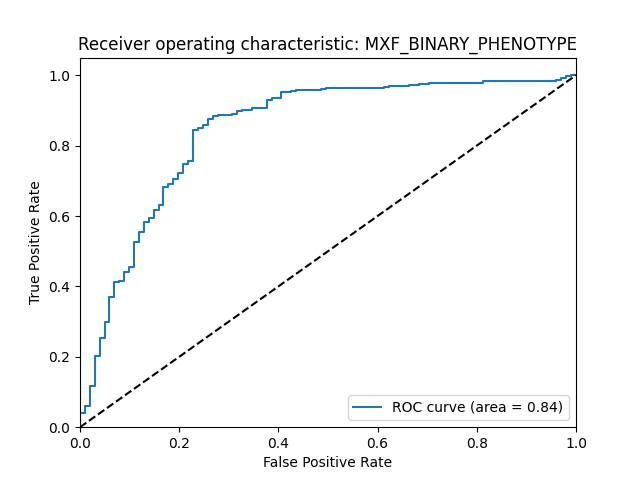 Receiver operating characteristic: MXF_BINARY_PHENOTYPE
1.0
0.8
0.6
0.4
0.2
0.0
True Positive Rate
ROC curve (area = 0.84)
0.0 0.2 0.4 0.6 0.8 1.0
False Positive Rate